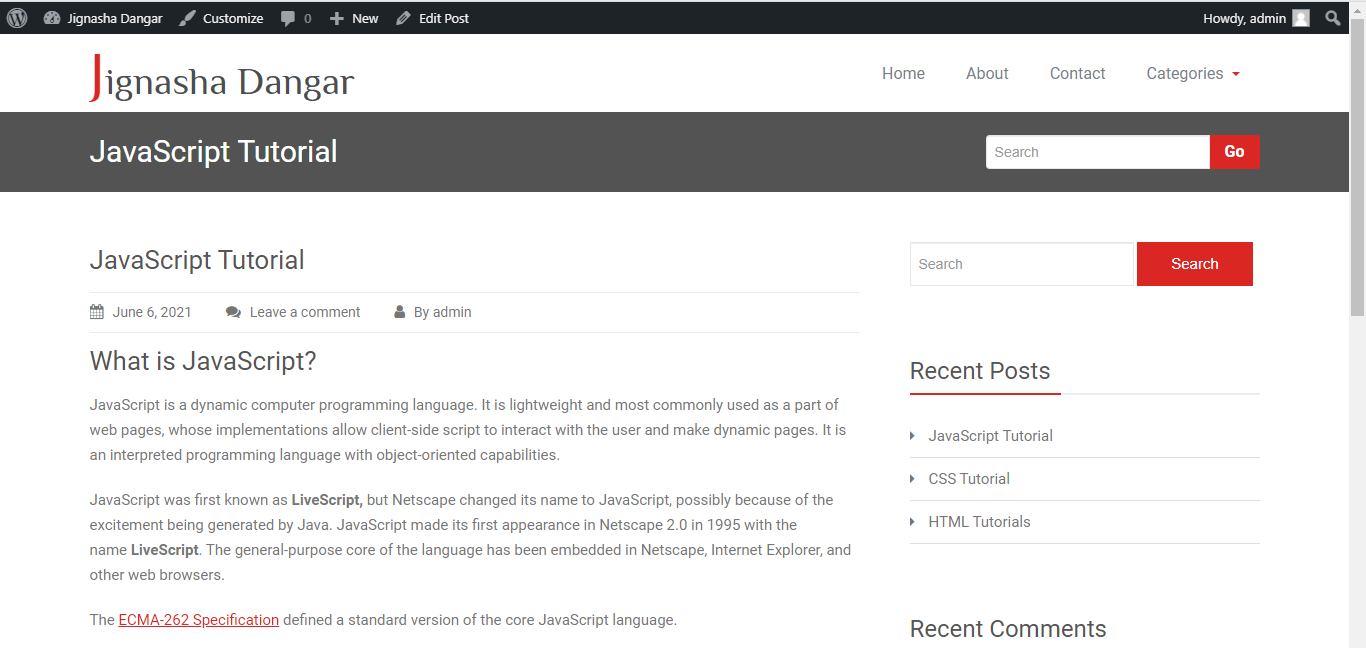 Jignasha Dangar Customize 0 New Edit Post Howdy, admin
Jignasha Dangar
Home About Contact Categories
JavaScript Tutorial
Search Go
JavaScript Tutorial
June 6, 2021 Leave a comment By admin
What is JavaScript?
JavaScript is a dynamic computer programming language. It is lightweight and most commonly used as a part of
web pages, whose implementations allow client-side script to interact with the user and make dynamic pages. It is
an interpreted programming language with object-oriented capabilities.
JavaScript was first known as LiveScript, but Netscape changed its name to JavaScript, possibly because of the
excitement being generated by Java. JavaScript made its first appearance in Netscape 2.0 in 1995 with the
name LiveScript. The general-purpose core of the language has been embedded in Netscape, Internet Explorer, and
other web browsers.
The ECMA-262 Specification defined a standard version of the core JavaScript language.
Search Search
Recent Posts
JavaScript Tutorial
CSS Tutorial
HTML Tutorials
Recent Comments